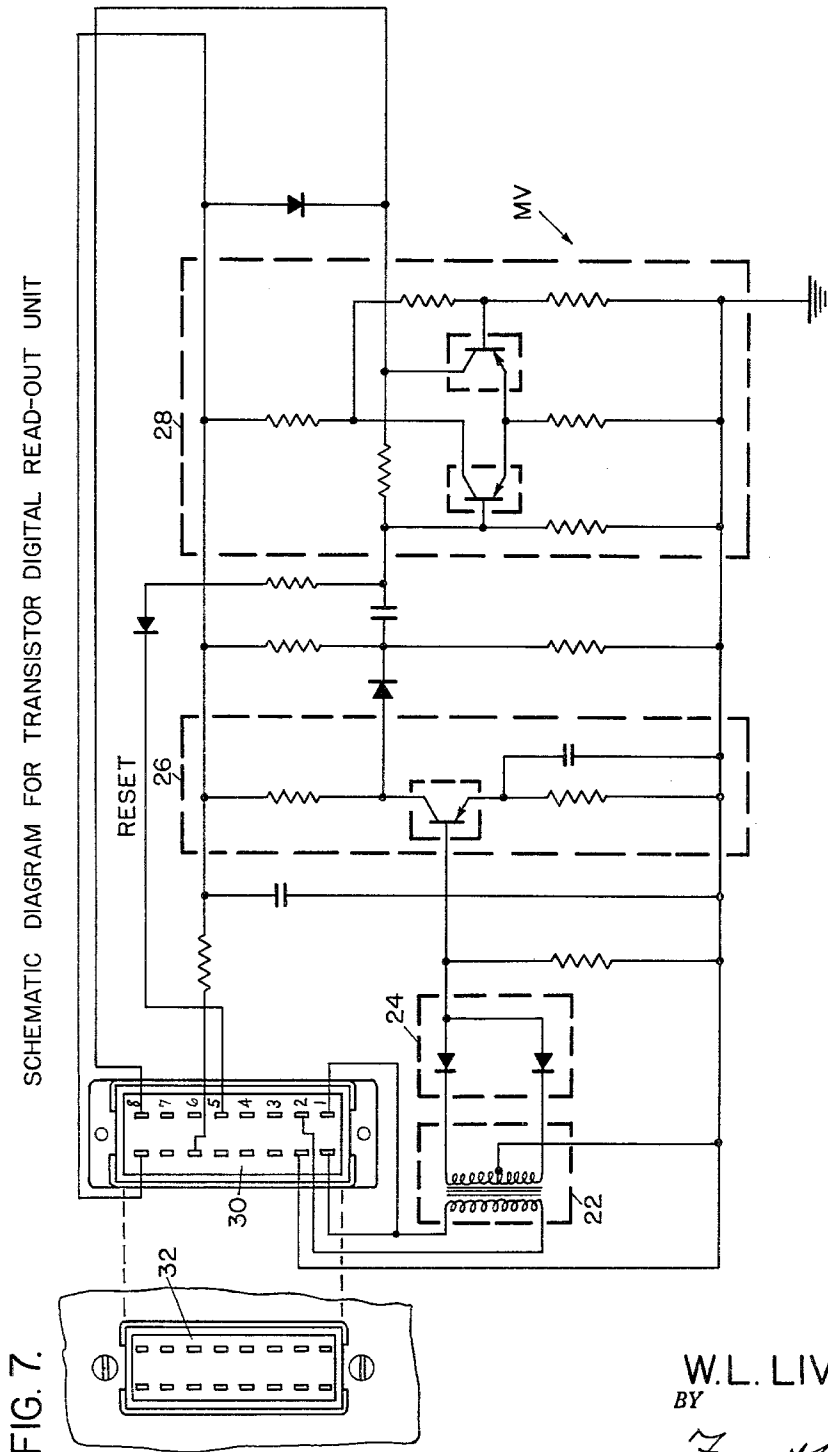 SCHEMATIC DIAGRAM FOR TRANSISTOR DIGITAL READ-OUT UNIT
FIG. 7.
RESET
MV
28
26
24
22
30
32
8
7
6
5
4
3
2
1
W.L. LIV
BY